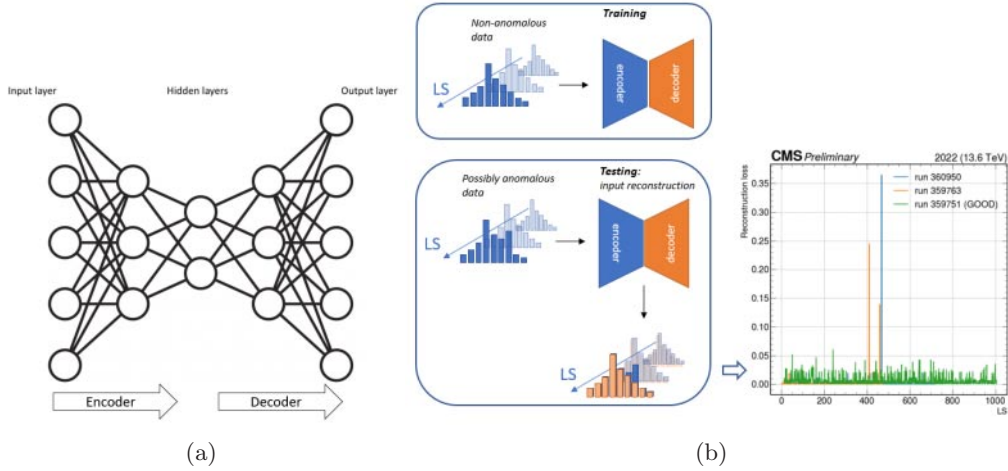 Input layer
Hidden layers
Output layer
Encoder
Decoder
(a)
Training
Non-anomalous
data
LS
encoder
decoder
Possibly anomalous
data
Testing:
input reconstruction
LS
encoder
decoder
LS
CMS Preliminary
2022 (13.6 TeV)
Reconstruction loss
run 360950
run 359763
run 359751 (GOOD)
0.35
0.30
0.25
0.20
0.15
0.10
0.05
0.00
0
200
400
600
800
1000
LS
(b)